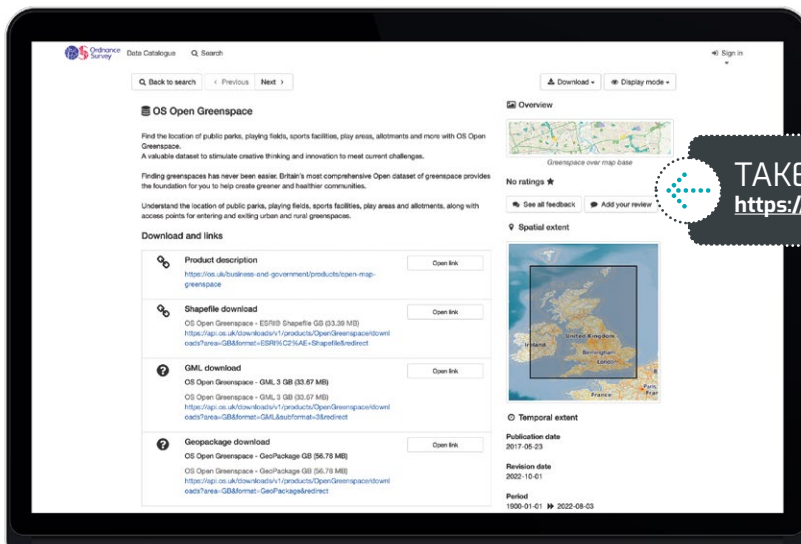 Ordnance
Survey
Data Catalogue
Search
Sign in
Back to search
Previous
Next
Download
Display mode
OS Open Greenspace
Find the location of public parks, playing fields, sports facilities, play areas, allotments and more with OS Open
Greenspace.
A valuable dataset to stimulate creative thinking and innovation to meet current challenges.
Finding greenspaces has never been easier. Britain's most comprehensive Open dataset of greenspace provides
the foundation for you to help create greener and healthier communities.
Understand the location of public parks, playing fields, sports facilities, play areas and allotments, along with
access points for entering and exiting urban and rural greenspaces.
Download and links
Product description
https://os.uk/business-and-government/products/open-map-
greenspace
Open link
Shapefile download
OS Open Greenspace - ESRI® Shapefile GB (33.39 MB)
https://api.os.uk/downloads/v1/products/OpenGreenspace/downl
oads?area=GB&format=ESRI%C2%AE+Shapefile&redirect
Open link
GML download
OS Open Greenspace - GML 3 GB (33.67 MB)
OS Open Greenspace - GML 3 GB (33.67 MB)
https://api.os.uk/downloads/v1/products/OpenGreenspace/downl
oads?area=GB&format=GML&subformat=3&redirect
Open link
Geopackage download
OS Open Greenspace - GeoPackage GB (56.78 MB)
OS Open Greenspace - GeoPackage GB (56.78 MB)
https://api.os.uk/downloads/v1/products/OpenGreenspace/downl
oads?area=GB&format=GeoPackage&redirect
Open link
Overview
Greenspace over map base
No ratings
See all feedback
Add your review
Spatial extent
United Kingdom
Ireland
Birmingham
London
Paris
France
Temporal extent
Publication date
2017-05-23
Revision date
2022-10-01
Period
1900-01-01 2022-08-03
TAKE
https://